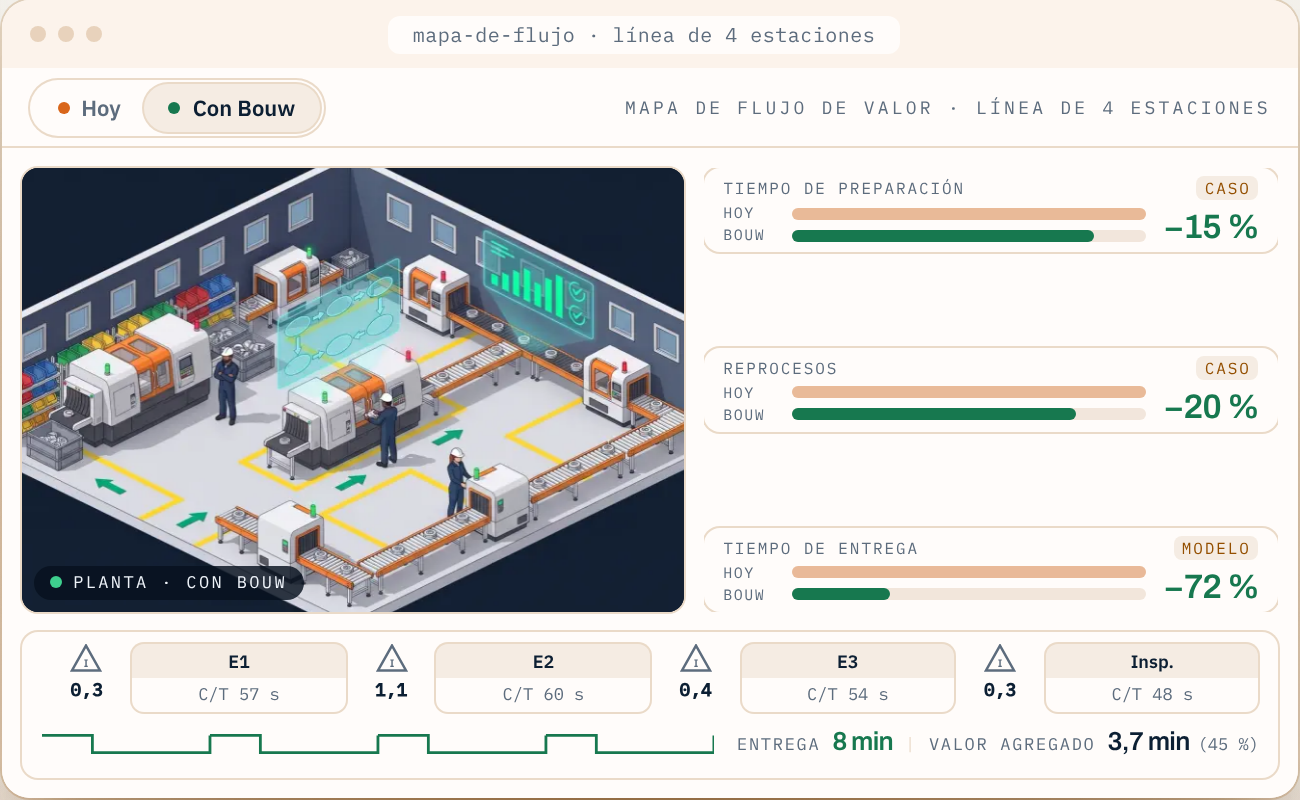 mapa-de-flujo · línea de 4 estaciones
Hoy
Con Bouw
MAPA DE FLUJO DE VALOR · LÍNEA DE 4 ESTACIONES
PLANTA · CON BOUW
TIEMPO DE PREPARACIÓN
CASO
HOY
BOUW
−15 %
REPROCESOS
CASO
HOY
BOUW
−20 %
TIEMPO DE ENTREGA
MODELO
HOY
BOUW
−72 %
I
0,3
E1
C/T 57 s
I
1,1
E2
C/T 60 s
I
0,4
E3
C/T 54 s
I
0,3
Insp.
C/T 48 s
ENTREGA 8 min | VALOR AGREGADO 3,7 min (45 %)